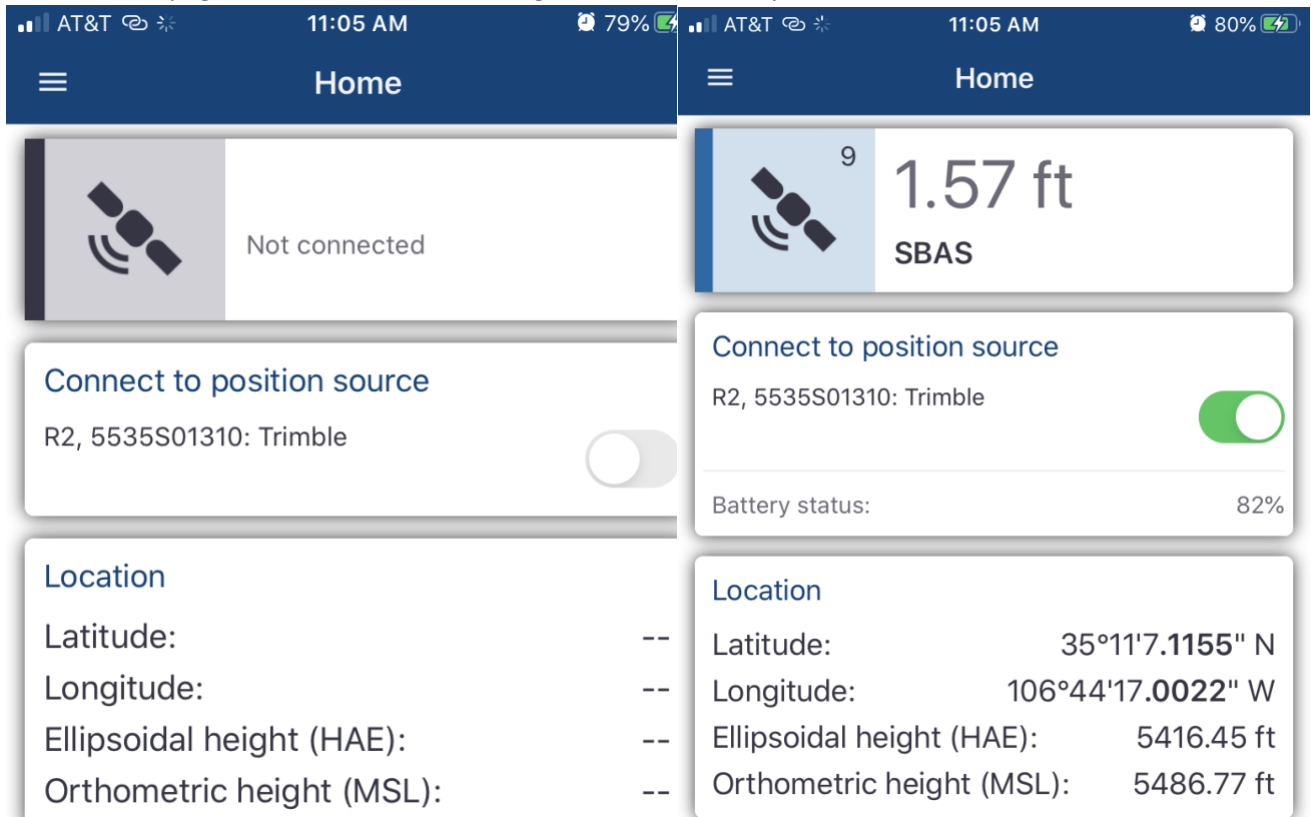 AT&T 11:05 AM 79%
Home
Not connected
Connect to position source
R2, 5535S01310: Trimble
Location
Latitude: --
Longitude: --
Ellipsoidal height (HAE): --
Orthometric height (MSL): --
AT&T 11:05 AM 80%
Home
9
1.57 ft
SBAS
Connect to position source
R2, 5535S01310: Trimble
Battery status: 82%
Location
Latitude: 35°11'7.1155" N
Longitude: 106°44'17.0022" W
Ellipsoidal height (HAE): 5416.45 ft
Orthometric height (MSL): 5486.77 ft